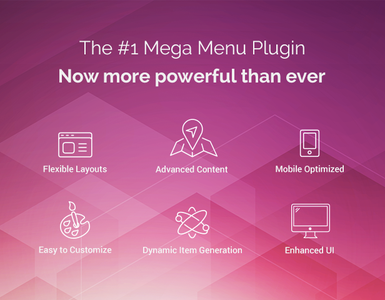 The #1 Mega Menu Plugin
Now more powerful than ever
Flexible Layouts
Advanced Content
Mobile Optimized
Easy to Customize
Dynamic Item Generation
Enhanced UI